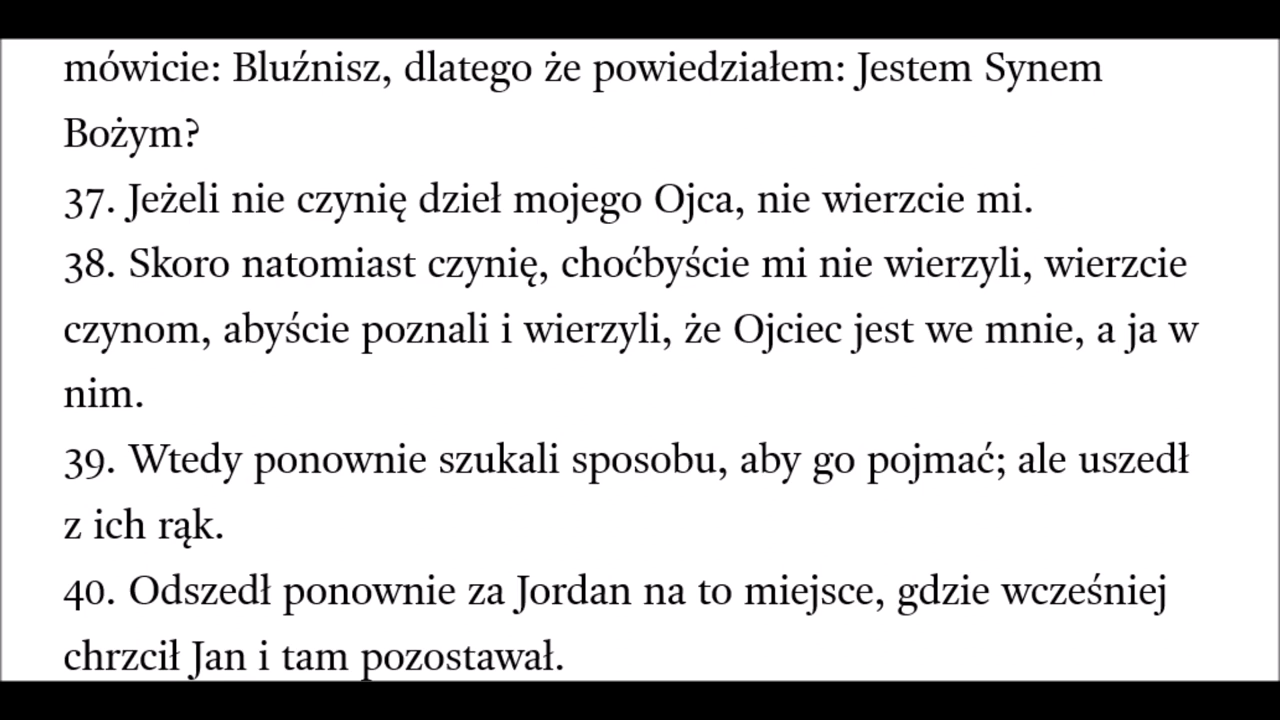 mówicie: Bluźnisz, dlatego że powiedziałem: Jestem Synem
Bożym?
37. Jeżeli nie czynię dzieł mojego Ojca, nie wierzcie mi.
38. Skoro natomiast czynię, choćbyście mi nie wierzyli, wierzcie
czynom, abyście poznali i wierzyli, że Ojciec jest we mnie, a ja w
nim.
39. Wtedy ponownie szukali sposobu, aby go pojmać; ale uszedł
z ich rąk.
40. Odszedł ponownie za Jordan na to miejsce, gdzie wcześniej
chrzcił Jan i tam pozostawał.